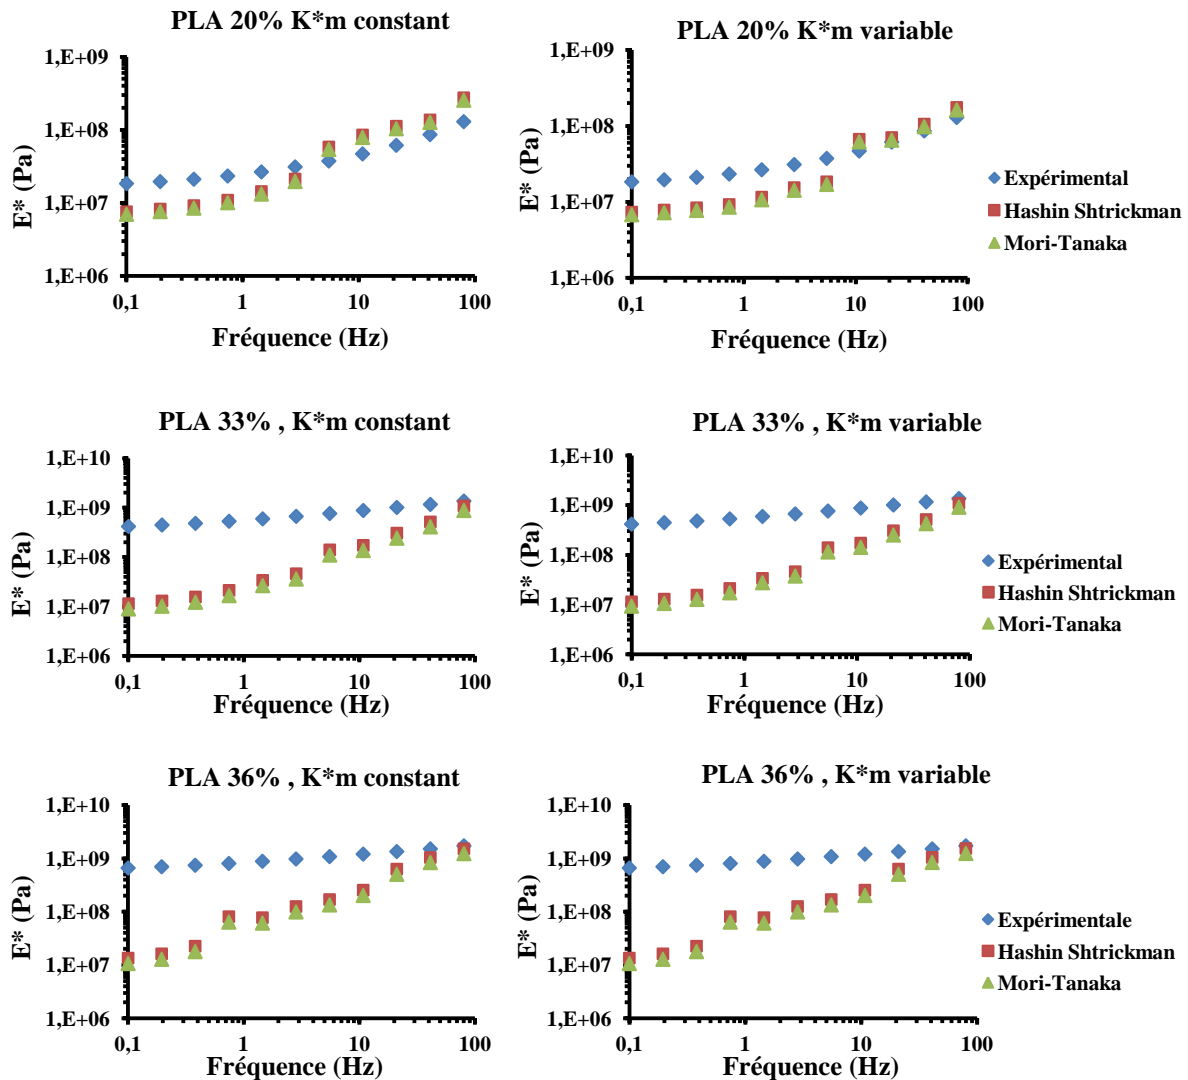 PLA 20% K*m constant
1,E+09
1,E+08
1,E+07
1,E+06
E* (Pa)
0,1 1 10 100
Fréquence (Hz)
PLA 20% K*m variable
1,E+09
1,E+08
1,E+07
1,E+06
E* (Pa)
0,1 1 10 100
Fréquence (Hz)
Expérimental
Hashin Shtrickman
Mori-Tanaka
PLA 33% , K*m constant
1,E+10
1,E+09
1,E+08
1,E+07
1,E+06
E* (Pa)
0,1 1 10 100
Fréquence (Hz)
PLA 33% , K*m variable
1,E+10
1,E+09
1,E+08
1,E+07
1,E+06
E* (Pa)
0,1 1 10 100
Fréquence (Hz)
Expérimental
Hashin Shtrickman
Mori-Tanaka
PLA 36% , K*m constant
1,E+10
1,E+09
1,E+08
1,E+07
1,E+06
E* (Pa)
0,1 1 10 100
Fréquence (Hz)
PLA 36% , K*m variable
1,E+10
1,E+09
1,E+08
1,E+07
1,E+06
E* (Pa)
0,1 1 10 100
Fréquence (Hz)
Expérimentale
Hashin Shtrickman
Mori-Tanaka